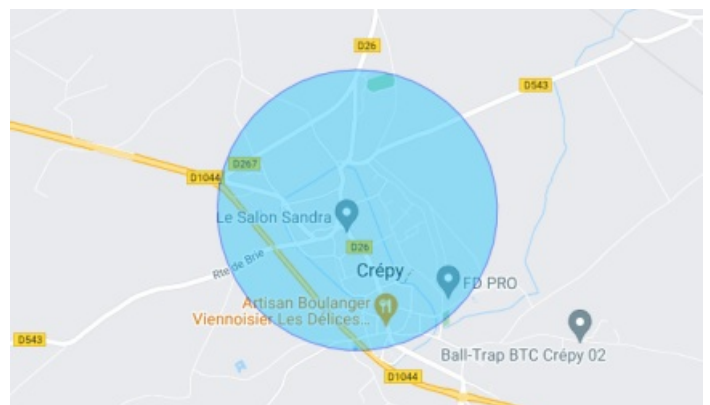 D26
D543
D267
D1044
Le Salon Sandra
D26
Rte de Brie
Crépy
FD PRO
Artisan Boulanger
Viennoisier Les Délices...
D543
Ball-Trap BTC Crépy 02
D1044